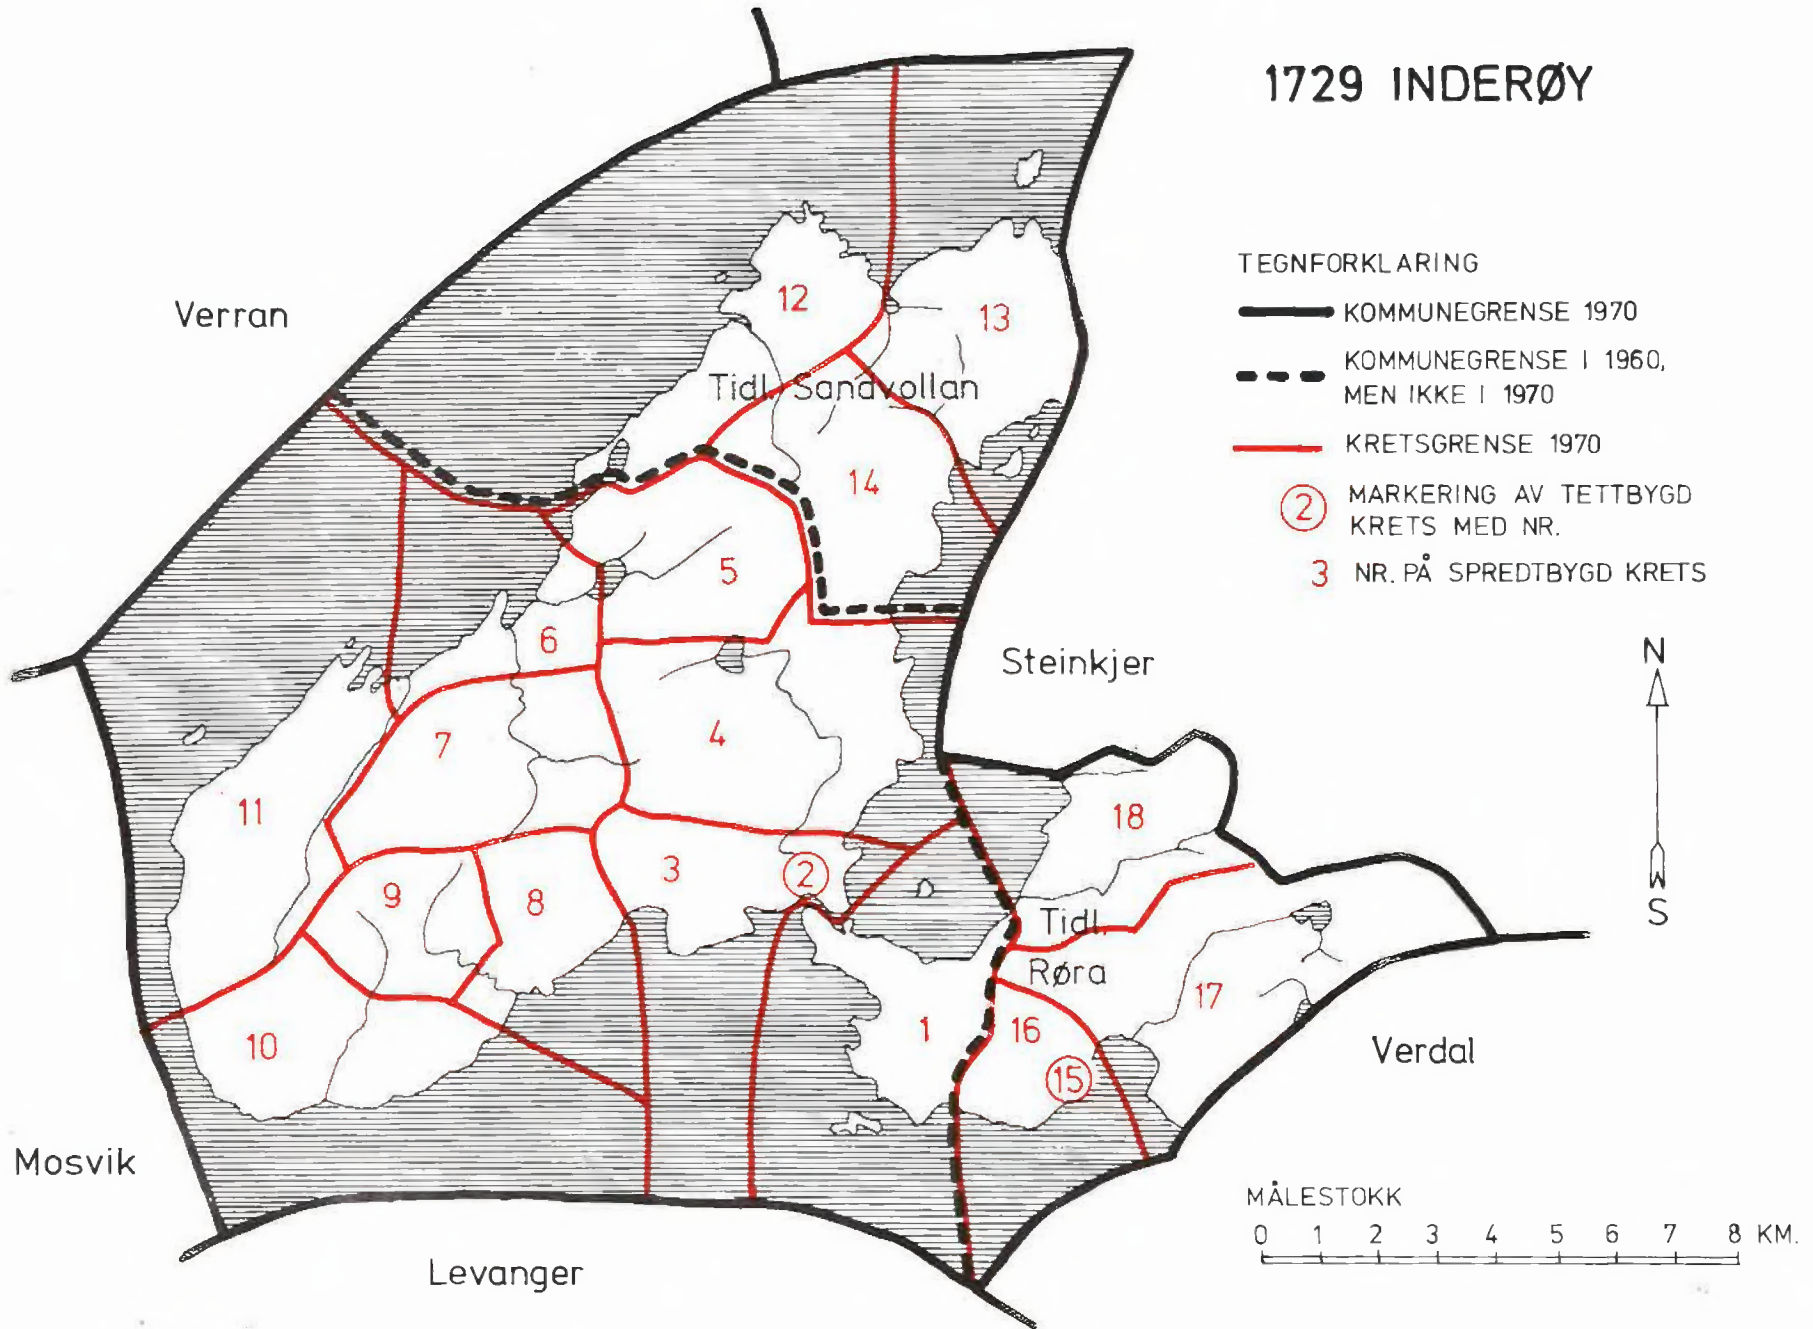 1729 INDERØY
TEGNFORKLARING
KOMMUNEGRENSE 1970
KOMMUNEGRENSE I 1960,
MEN IKKE I 1970
KRETSGRENSE 1970
2 MARKERING AV TETTBYGD
KRETS MED NR.
3 NR. PÅ SPREDTBYGD KRETS
Verran
12
13
Tidl. Sandvollan
14
5
6
Steinkjer
N
4
7
11
18
3
2
9
8
Tidl.
S
Røra
17
1
16
10
Verdal
15
Mosvik
MÅLESTOKK
0 1 2 3 4 5 6 7 8 KM.
Levanger